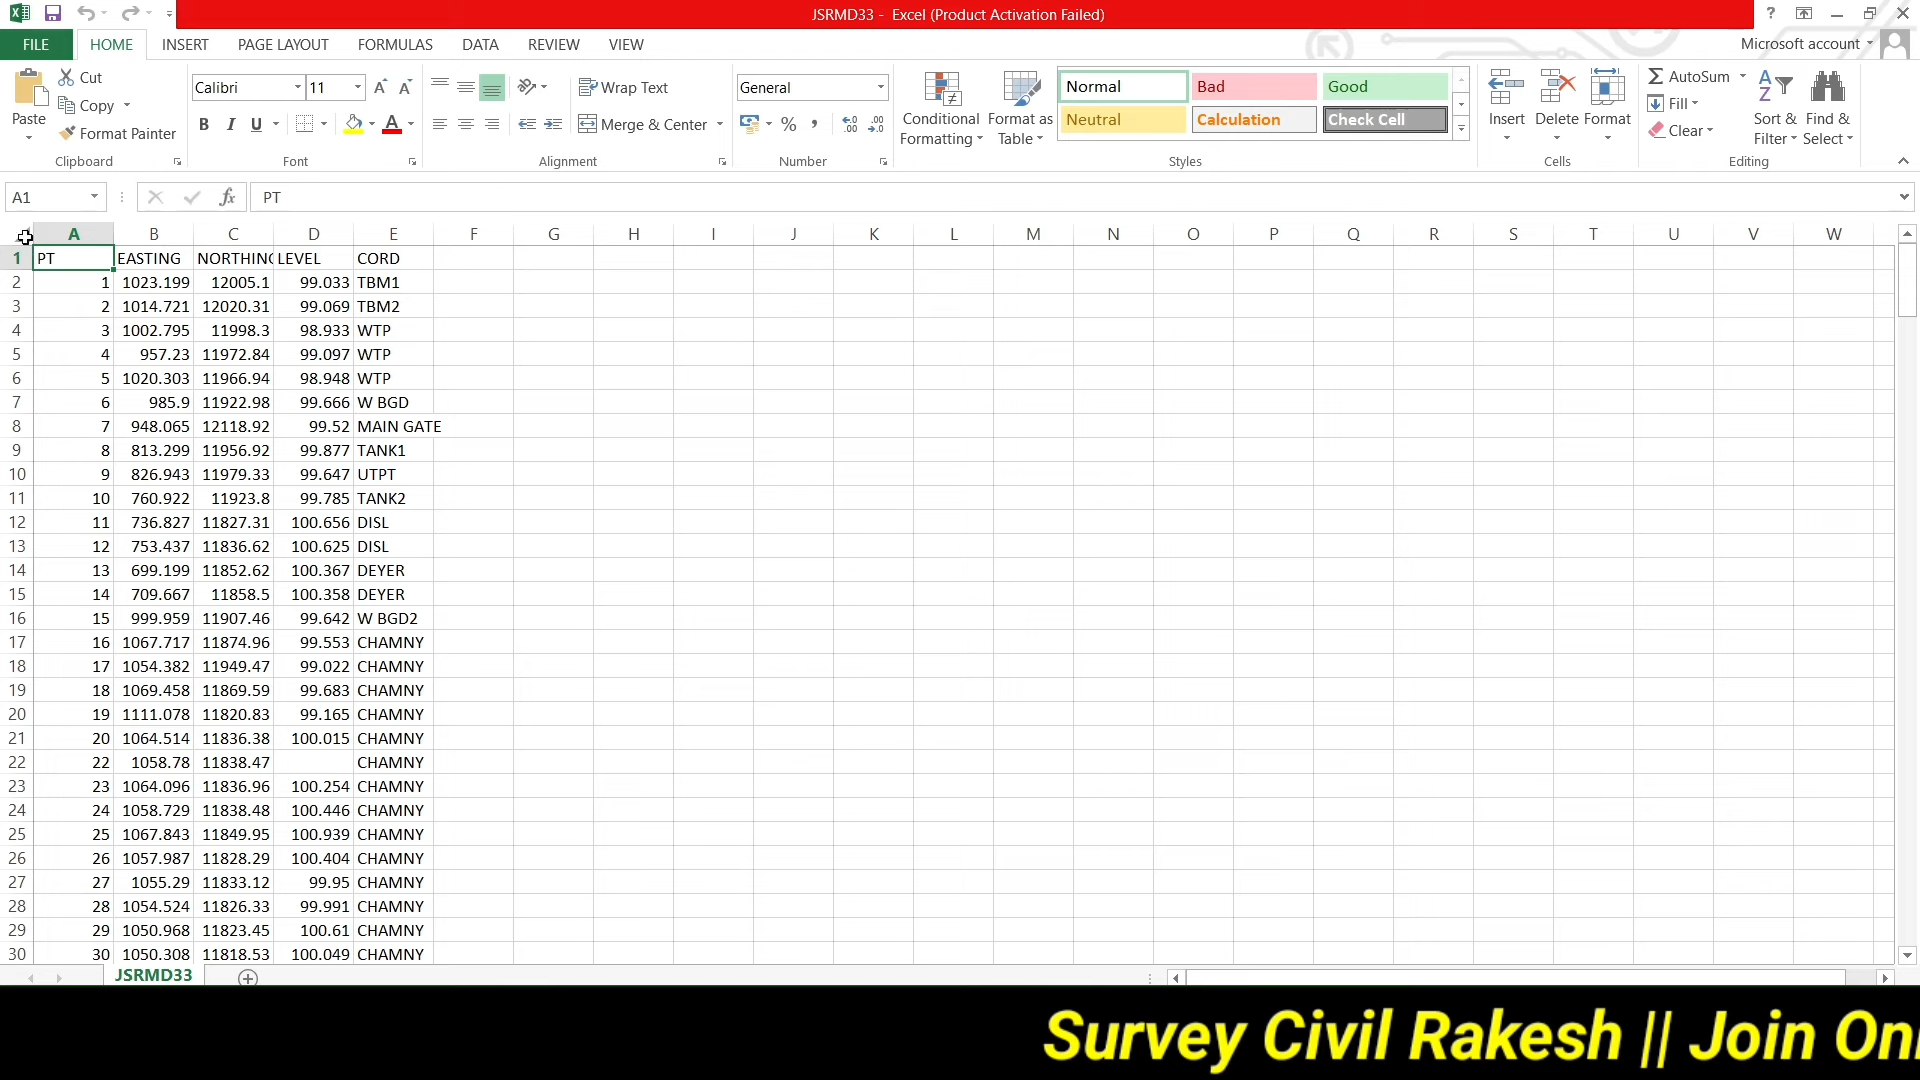 JSRMD33 - Excel (Product Activation Failed)
?
FILE HOME INSERT PAGE LAYOUT FORMULAS DATA REVIEW VIEW Microsoft account
Paste Cut Copy Format Painter
Calibri 11 A A
B I U A
Wrap Text
Merge & Center
General
% ,
Conditional Formatting
Format as Table
Normal Bad Good
Neutral Calculation Check Cell
Insert Delete Format
AutoSum
Fill
Clear
Sort & Filter
Find & Select
Clipboard Font Alignment Number Styles Cells Editing
A1 fx PT
A B C D E F G H I J K L M N O P Q R S T U V W
1 PT EASTING NORTHING LEVEL CORD
2 1 1023.199 12005.1 99.033 TBM1
3 2 1014.721 12020.31 99.069 TBM2
4 3 1002.795 11998.3 98.933 WTP
5 4 957.23 11972.84 99.097 WTP
6 5 1020.303 11966.94 98.948 WTP
7 6 985.9 11922.98 99.666 W BGD
8 7 948.065 12118.92 99.52 MAIN GATE
9 8 813.299 11956.92 99.877 TANK1
10 9 826.943 11979.33 99.647 UTPT
11 10 760.922 11923.8 99.785 TANK2
12 11 736.827 11827.31 100.656 DISL
13 12 753.437 11836.62 100.625 DISL
14 13 699.199 11852.62 100.367 DEYER
15 14 709.667 11858.5 100.358 DEYER
16 15 999.959 11907.46 99.642 W BGD2
17 16 1067.717 11874.96 99.553 CHAMNY
18 17 1054.382 11949.47 99.022 CHAMNY
19 18 1069.458 11869.59 99.683 CHAMNY
20 19 1111.078 11820.83 99.165 CHAMNY
21 20 1064.514 11836.38 100.015 CHAMNY
22 22 1058.78 11838.47 CHAMNY
23 23 1064.096 11836.96 100.254 CHAMNY
24 24 1058.729 11838.48 100.446 CHAMNY
25 25 1067.843 11849.95 100.939 CHAMNY
26 26 1057.987 11828.29 100.404 CHAMNY
27 27 1055.29 11833.12 99.95 CHAMNY
28 28 1054.524 11826.33 99.991 CHAMNY
29 29 1050.968 11823.45 100.61 CHAMNY
30 30 1050.308 11818.53 100.049 CHAMNY
JSRMD33
Survey Civil Rakesh || Join Onl